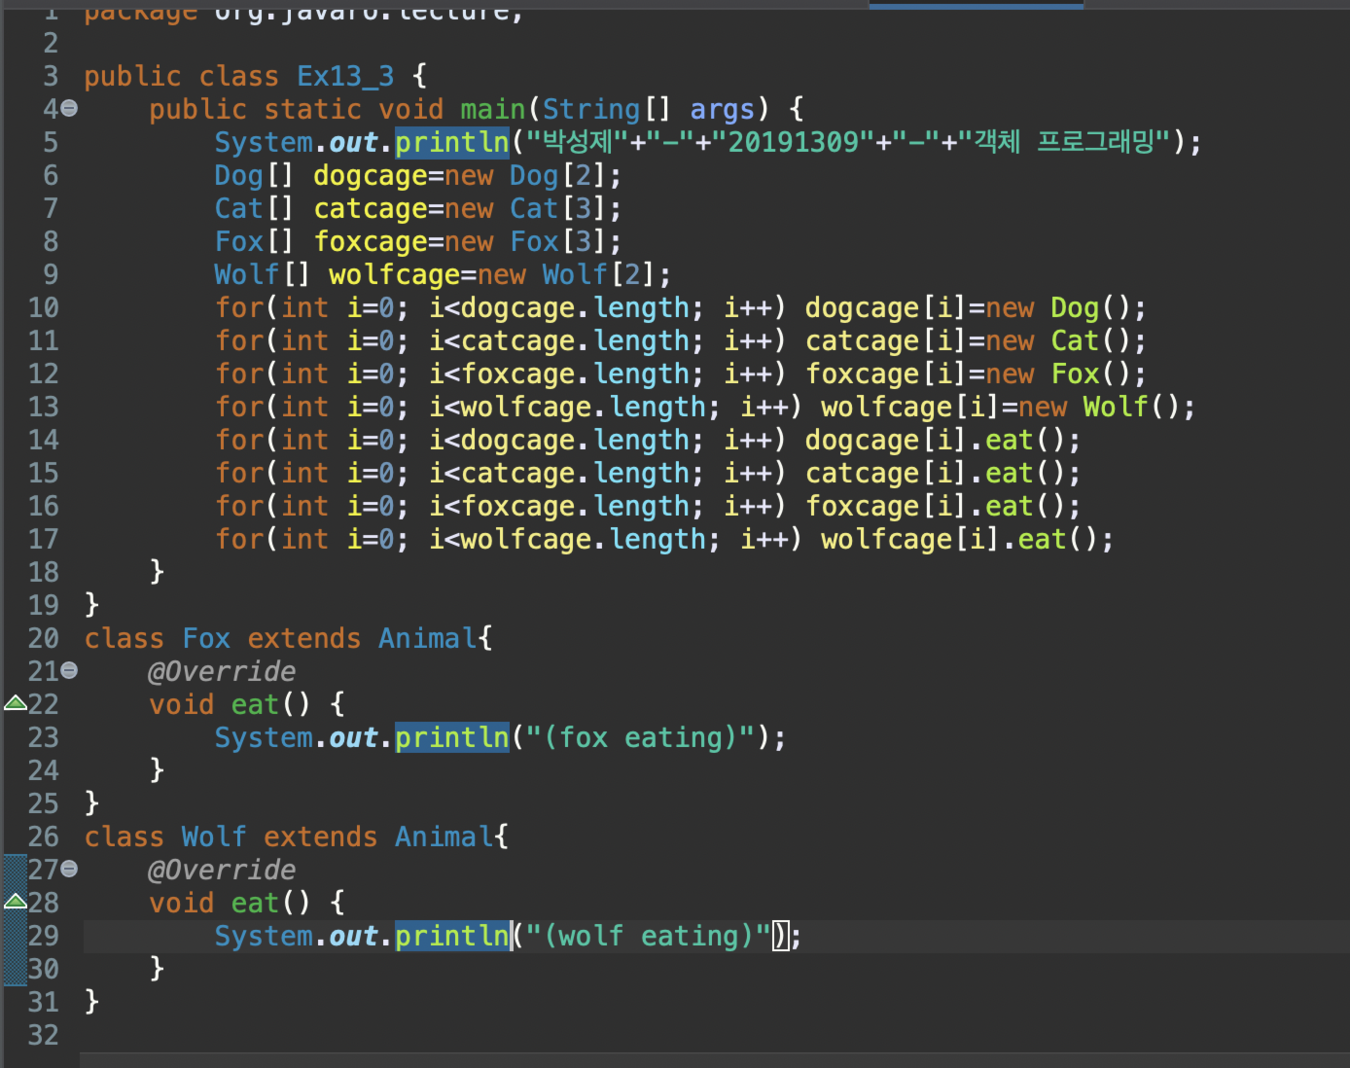 1 package org.javaro.lecture;
2
3 public class Ex13_3 {
4 public static void main(String[] args) {
5 System.out.println("박성제"+"-"+"20191309"+"-"+"객체 프로그래밍");
6 Dog[] dogcage=new Dog[2];
7 Cat[] catcage=new Cat[3];
8 Fox[] foxcage=new Fox[3];
9 Wolf[] wolfcage=new Wolf[2];
10 for(int i=0; i<dogcage.length; i++) dogcage[i]=new Dog();
11 for(int i=0; i<catcage.length; i++) catcage[i]=new Cat();
12 for(int i=0; i<foxcage.length; i++) foxcage[i]=new Fox();
13 for(int i=0; i<wolfcage.length; i++) wolfcage[i]=new Wolf();
14 for(int i=0; i<dogcage.length; i++) dogcage[i].eat();
15 for(int i=0; i<catcage.length; i++) catcage[i].eat();
16 for(int i=0; i<foxcage.length; i++) foxcage[i].eat();
17 for(int i=0; i<wolfcage.length; i++) wolfcage[i].eat();
18 }
19 }
20 class Fox extends Animal{
21 @Override
22 void eat() {
23 System.out.println("(fox eating)");
24 }
25 }
26 class Wolf extends Animal{
27 @Override
28 void eat() {
29 System.out.println("(wolf eating)");
30 }
31 }
32